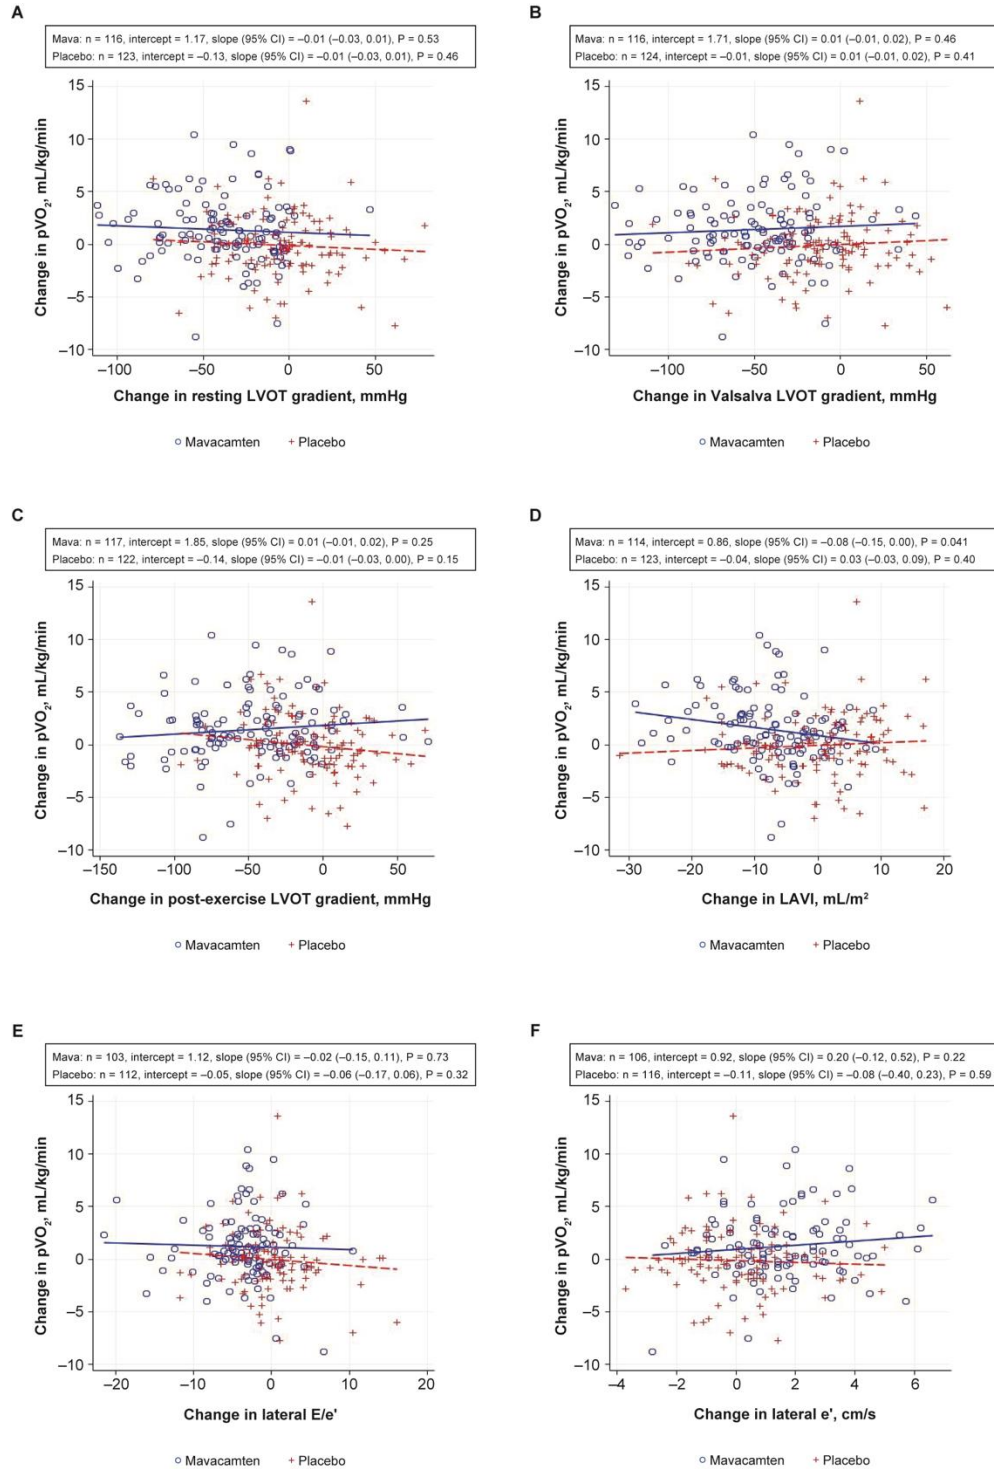 A
Mava: n = 116, intercept = 1.17, slope (95% CI) = –0.01 (–0.03, 0.01), P = 0.53
Placebo: n = 123, intercept = –0.13, slope (95% CI) = –0.01 (–0.03, 0.01), P = 0.46
Change in pVO₂, mL/kg/min
15
10
5
0
–5
–10
–100
–50
0
50
Change in resting LVOT gradient, mmHg
Mavacamten
Placebo
B
Mava: n = 116, intercept = 1.71, slope (95% CI) = 0.01 (–0.01, 0.02), P = 0.46
Placebo: n = 124, intercept = –0.01, slope (95% CI) = 0.01 (–0.01, 0.02), P = 0.41
Change in pVO₂, mL/kg/min
15
10
5
0
–5
–10
–100
–50
0
50
Change in Valsalva LVOT gradient, mmHg
Mavacamten
Placebo
C
Mava: n = 117, intercept = 1.85, slope (95% CI) = 0.01 (–0.01, 0.02), P = 0.25
Placebo: n = 122, intercept = –0.14, slope (95% CI) = –0.01 (–0.03, 0.00), P = 0.15
Change in pVO₂, mL/kg/min
15
10
5
0
–5
–10
–150
–100
–50
0
50
Change in post-exercise LVOT gradient, mmHg
Mavacamten
Placebo
D
Mava: n = 114, intercept = 0.86, slope (95% CI) = –0.08 (–0.15, 0.00), P = 0.041
Placebo: n = 123, intercept = –0.04, slope (95% CI) = 0.03 (–0.03, 0.09), P = 0.40
Change in pVO₂, mL/kg/min
15
10
5
0
–5
–10
–30
–20
–10
0
10
20
Change in LAVI, mL/m²
Mavacamten
Placebo
E
Mava: n = 103, intercept = 1.12, slope (95% CI) = –0.02 (–0.15, 0.11), P = 0.73
Placebo: n = 112, intercept = –0.05, slope (95% CI) = –0.06 (–0.17, 0.06), P = 0.32
Change in pVO₂, mL/kg/min
15
10
5
0
–5
–10
–20
–10
0
10
20
Change in lateral E/e'
Mavacamten
Placebo
F
Mava: n = 106, intercept = 0.92, slope (95% CI) = 0.20 (–0.12, 0.52), P = 0.22
Placebo: n = 116, intercept = –0.11, slope (95% CI) = –0.08 (–0.40, 0.23), P = 0.59
Change in pVO₂, mL/kg/min
15
10
5
0
–5
–10
–4
–2
0
2
4
6
Change in lateral e', cm/s
Mavacamten
Placebo